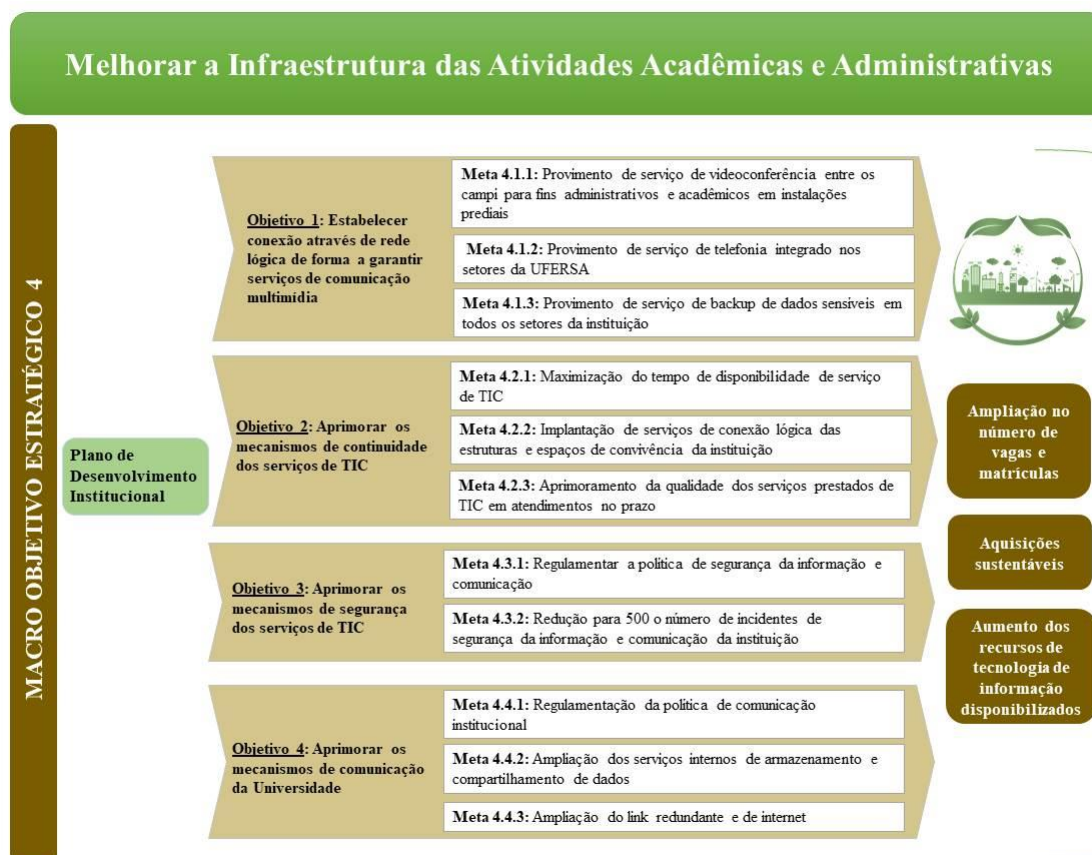 Melhorar a Infraestrutura das Atividades Acadêmicas e Administrativas
MACRO OBJETIVO ESTRATÉGICO 4
Plano de
Desenvolvimento
Institucional
Objetivo 1: Estabelecer
conexão através de rede
lógica de forma a garantir
serviços de comunicação
multimídia
Meta 4.1.1: Provimento de serviço de videoconferência entre os
campi para fins administrativos e acadêmicos em instalações
prediais
Meta 4.1.2: Provimento de serviço de telefonia integrado nos
setores da UFERSA
Meta 4.1.3: Provimento de serviço de backup de dados sensíveis em
todos os setores da instituição
Objetivo 2: Aprimorar os
mecanismos de continuidade
dos serviços de TIC
Meta 4.2.1: Maximização do tempo de disponibilidade de serviço
de TIC
Meta 4.2.2: Implantação de serviços de conexão lógica das
estruturas e espaços de convivência da instituição
Meta 4.2.3: Aprimoramento da qualidade dos serviços prestados de
TIC em atendimentos no prazo
Objetivo 3: Aprimorar os
mecanismos de segurança
dos serviços de TIC
Meta 4.3.1: Regulamentar a política de segurança da informação e
comunicação
Meta 4.3.2: Redução para 500 o número de incidentes de
segurança da informação e comunicação da instituição
Objetivo 4: Aprimorar os
mecanismos de comunicação
da Universidade
Meta 4.4.1: Regulamentação da política de comunicação
institucional
Meta 4.4.2: Ampliação dos serviços internos de armazenamento e
compartilhamento de dados
Meta 4.4.3: Ampliação do link redundante e de internet
Ampliação no
número de
vagas e
matrículas
Aquisições
sustentáveis
Aumento dos
recursos de
tecnologia de
informação
disponibilizados